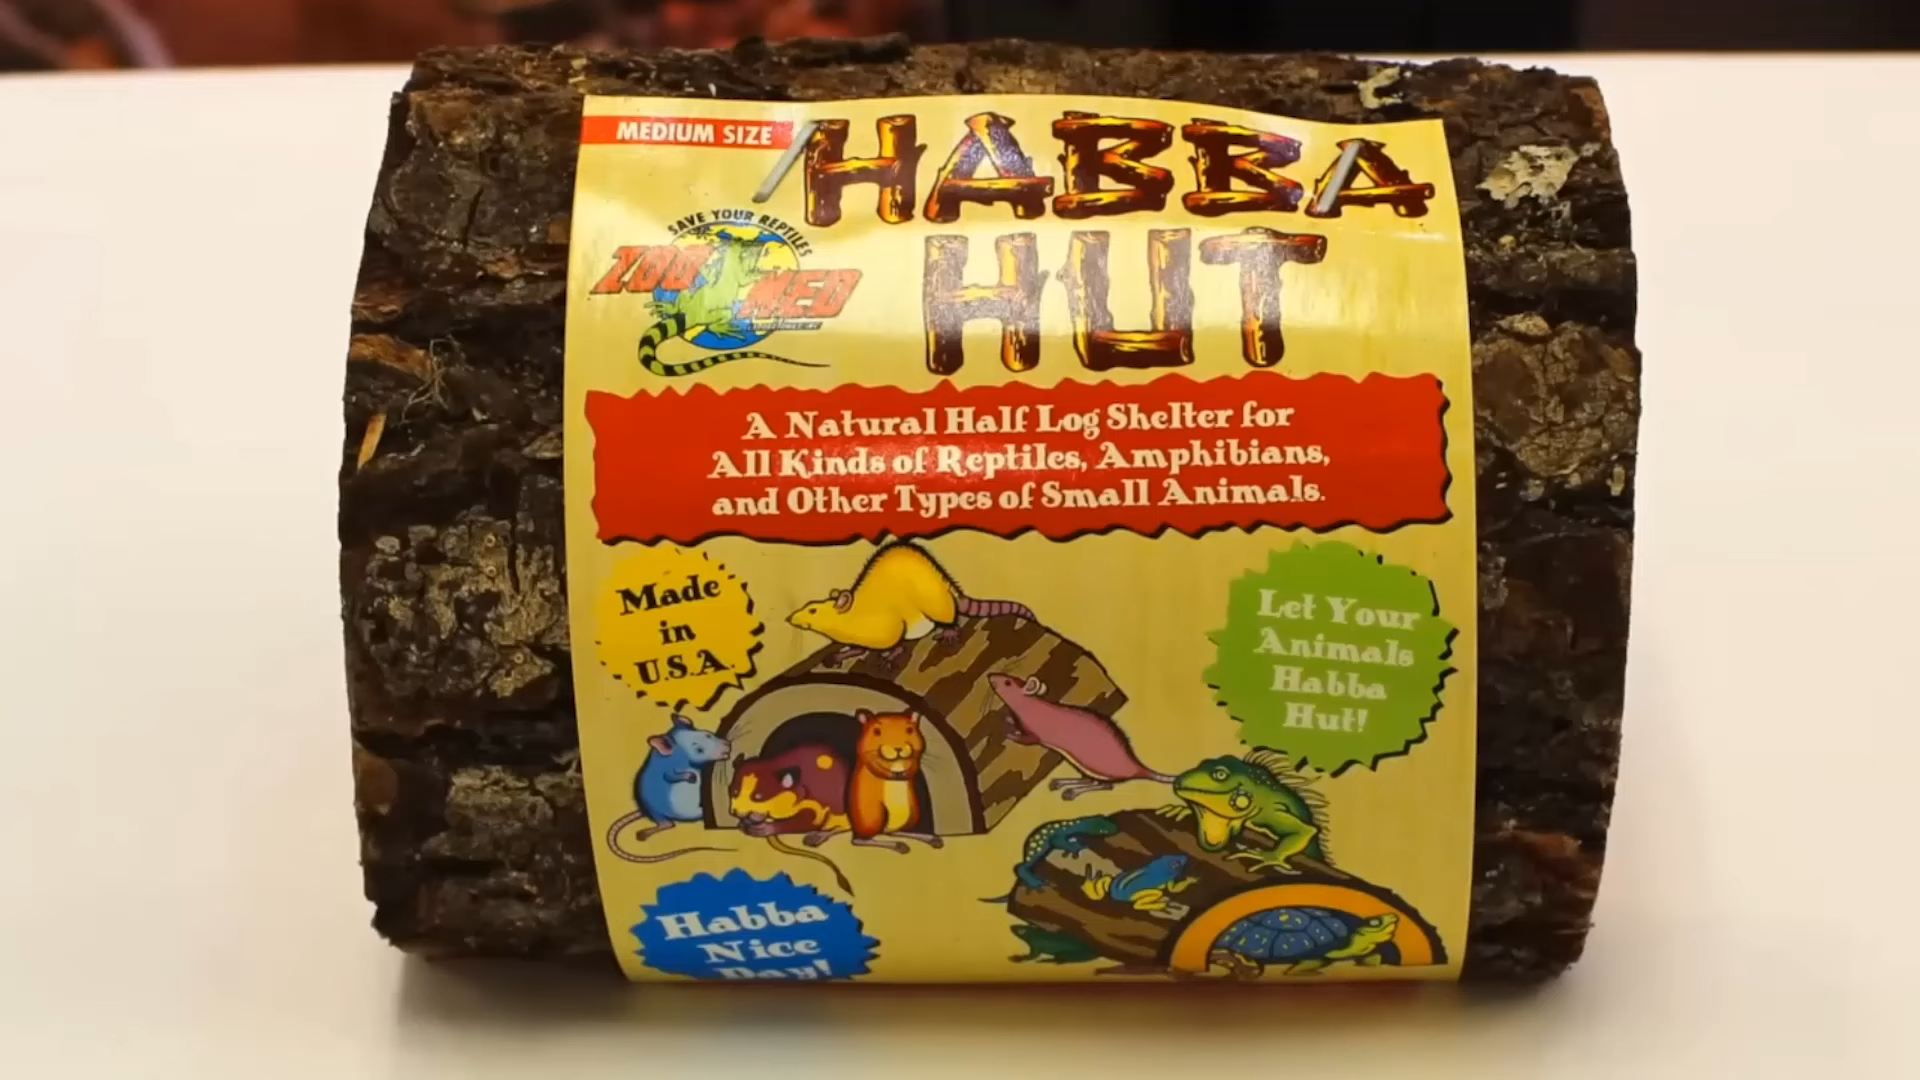 MEDIUM SIZE
HABBA
HUT
SAVE YOUR REPTILES
ZOO MED
A Natural Half Log Shelter for
All Kinds of Reptiles, Amphibians,
and Other Types of Small Animals.
Made
in
U.S.A.
Let Your
Animals
Habba
Hut!
Habba
Nice
Day!